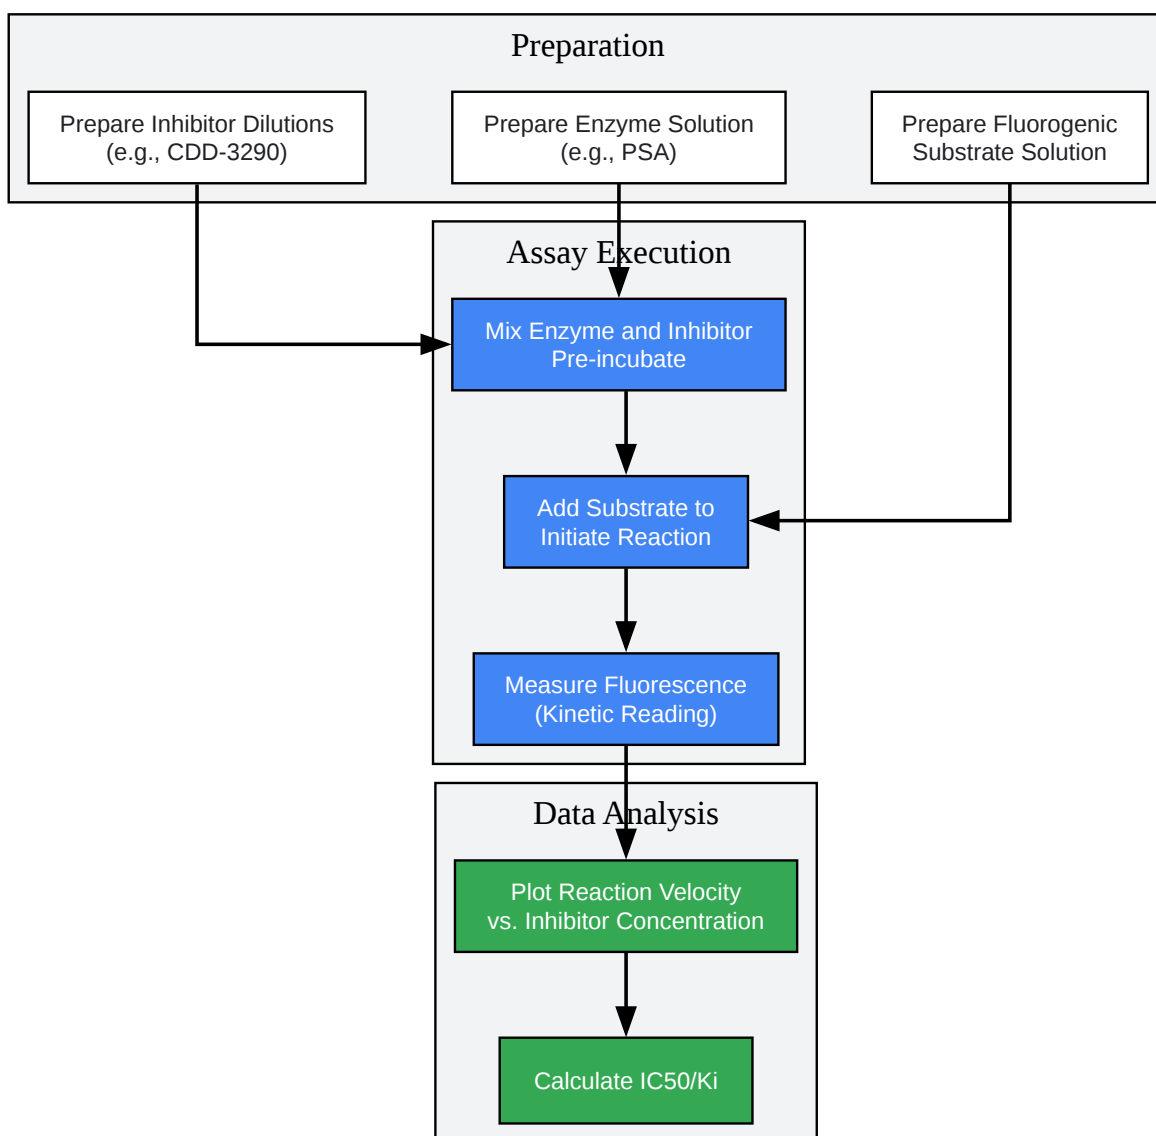 Preparation
Prepare Inhibitor Dilutions
(e.g., CDD-3290)
Prepare Enzyme Solution
(e.g., PSA)
Prepare Fluorogenic
Substrate Solution
Assay Execution
Mix Enzyme and Inhibitor
Pre-incubate
Add Substrate to
Initiate Reaction
Measure Fluorescence
(Kinetic Reading)
Data Analysis
Plot Reaction Velocity
vs. Inhibitor Concentration
Calculate IC50/Ki